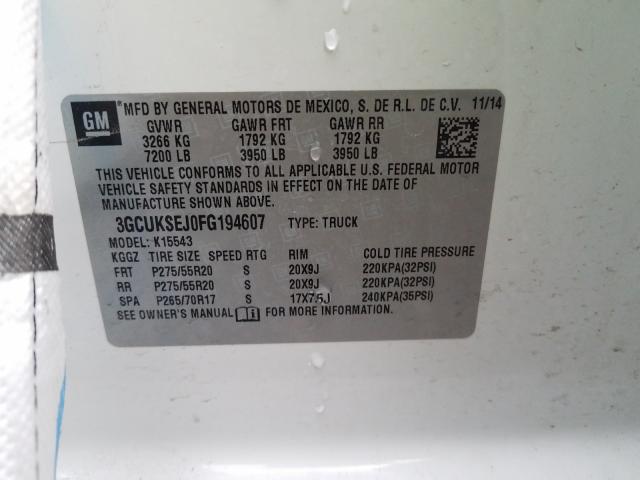 GM MFD BY GENERAL MOTORS DE MEXICO, S. DE R.L. DE C.V. 11/14
GVWR GAWR FRT GAWR RR
3266 KG 1792 KG 1792 KG
7200 LB 3950 LB 3950 LB
THIS VEHICLE CONFORMS TO ALL APPLICABLE U.S. FEDERAL MOTOR
VEHICLE SAFETY STANDARDS IN EFFECT ON THE DATE OF
MANUFACTURE SHOWN ABOVE.
3GCUKSEJ0FG194607 TYPE: TRUCK
MODEL: K15543
KGGZ TIRE SIZE SPEED RTG RIM COLD TIRE PRESSURE
FRT P275/55R20 S 20X9J 220KPA(32PSI)
RR P275/55R20 S 20X9J 220KPA(32PSI)
SPA P265/70R17 S 17X7.5J 240KPA(35PSI)
SEE OWNER'S MANUAL FOR MORE INFORMATION.